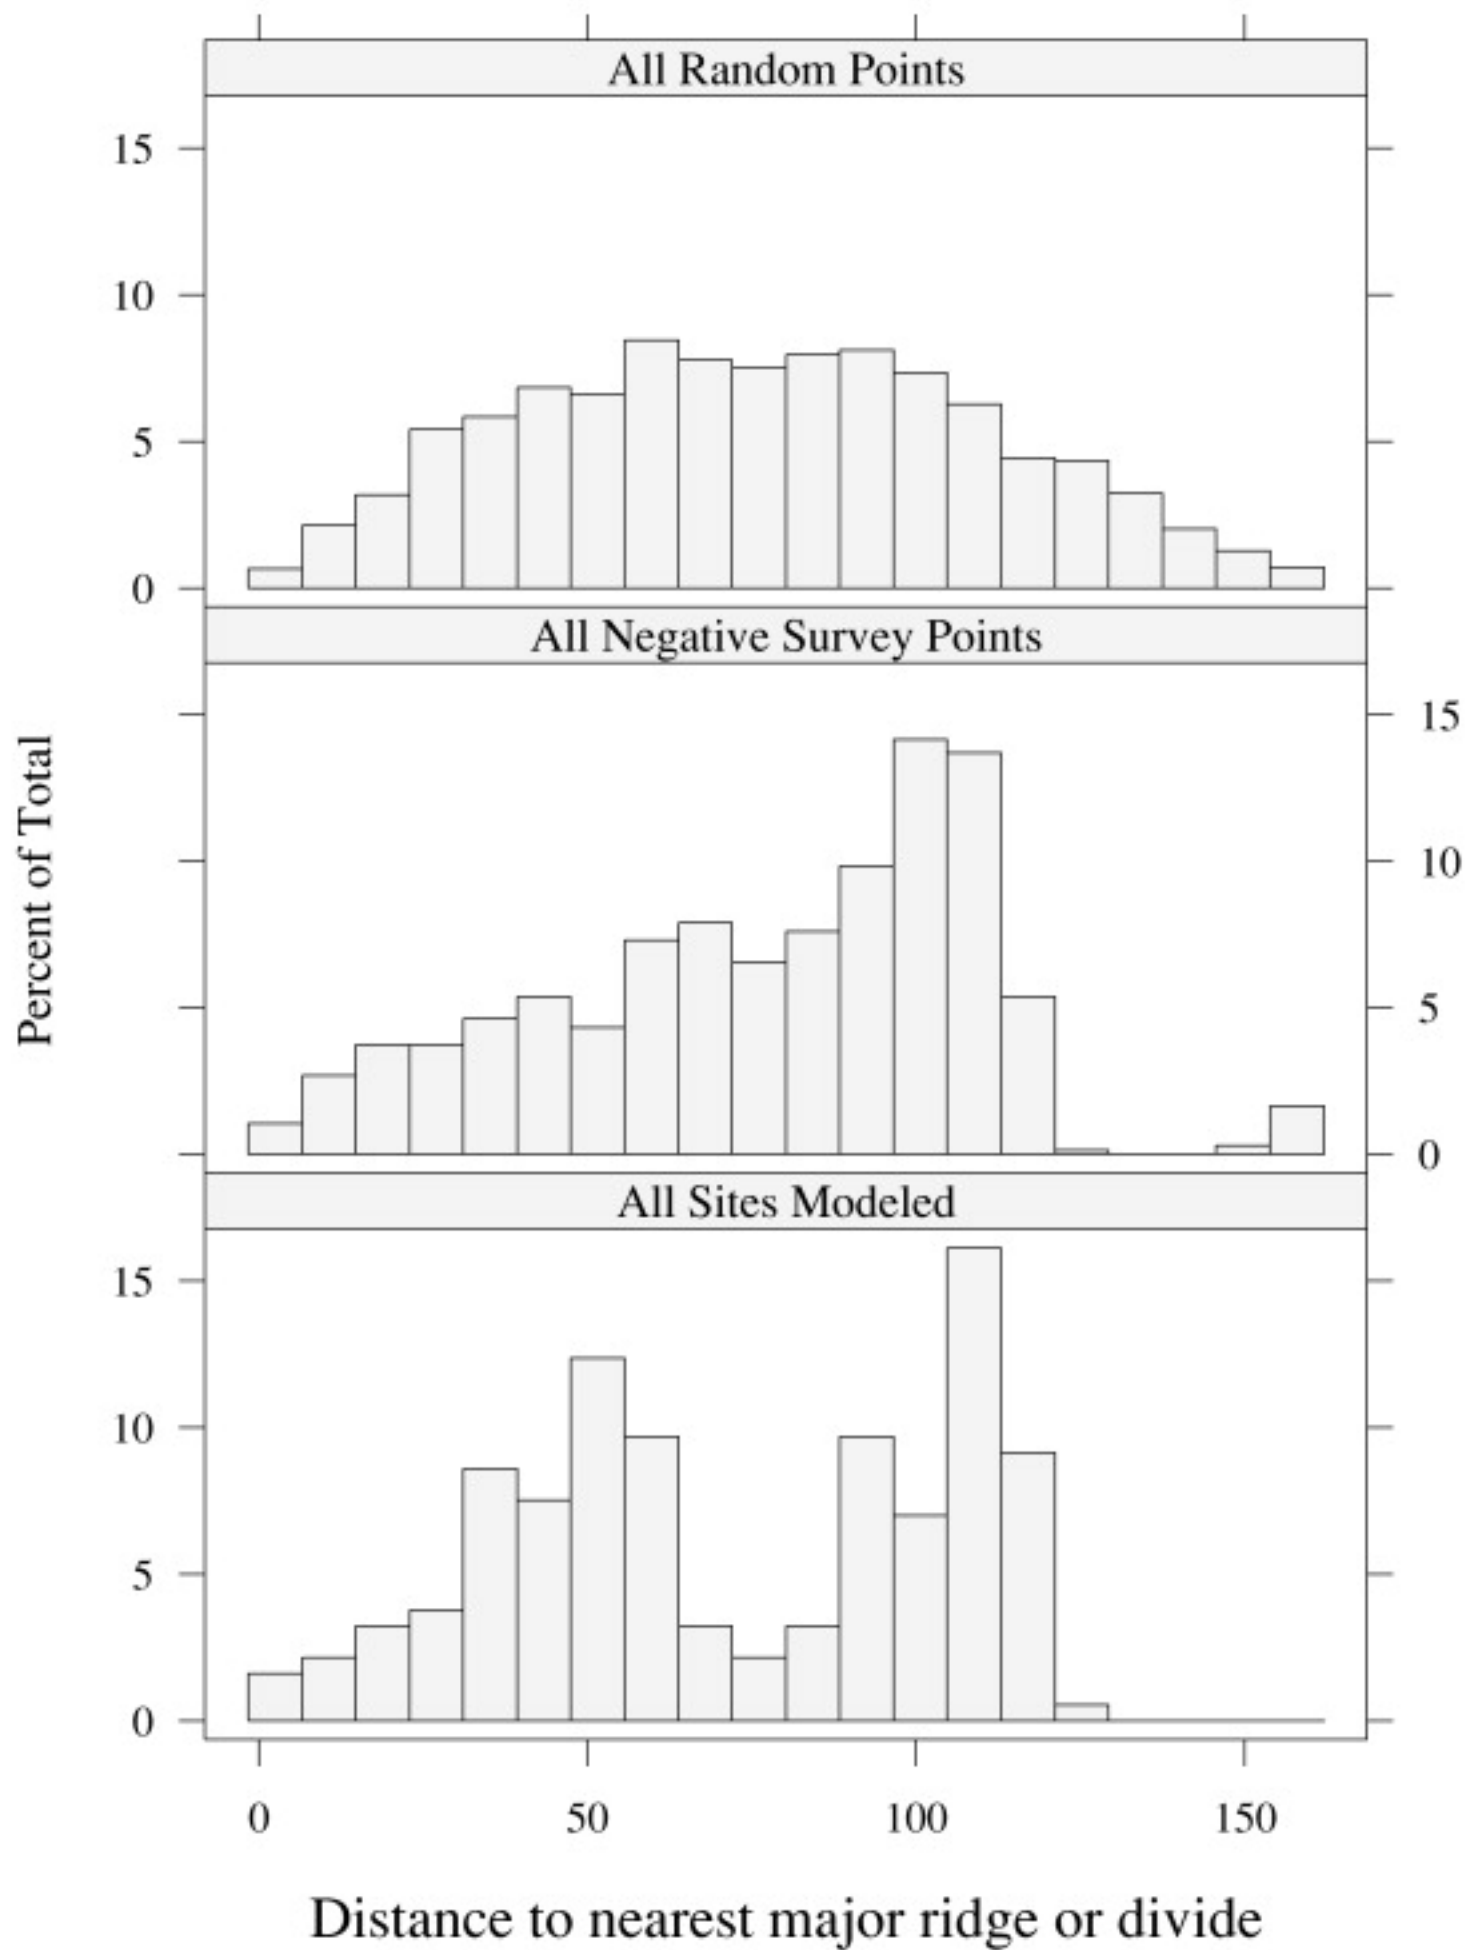 All Random Points
15
10
5
0
All Negative Survey Points
15
10
5
0
Percent of Total
All Sites Modeled
15
10
5
0
0 50 100 150
Distance to nearest major ridge or divide